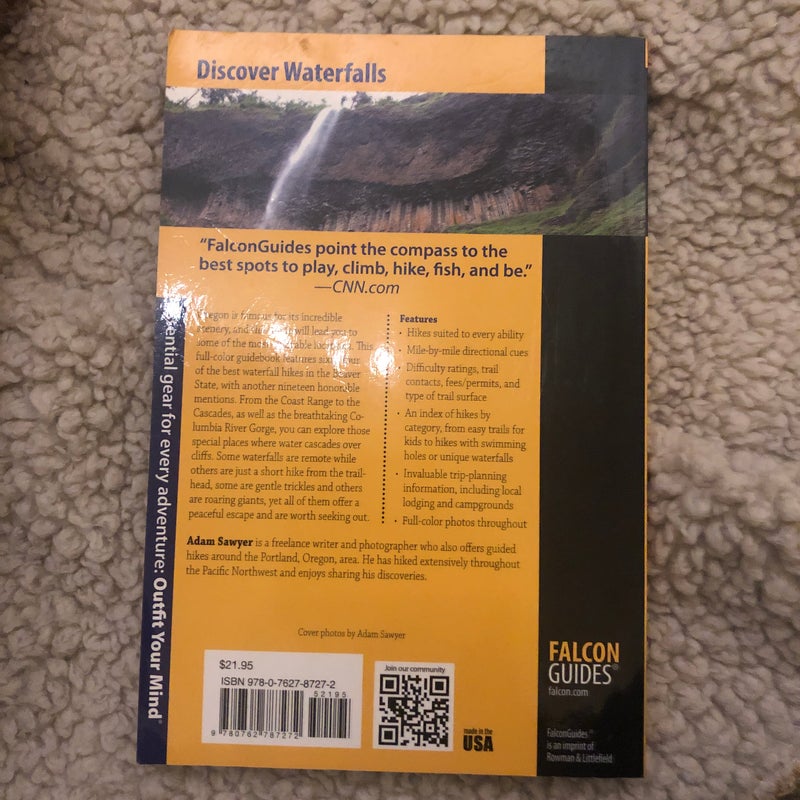 Discover Waterfalls
"FalconGuides point the compass to the
best spots to play, climb, hike, fish, and be."
—CNN.com
Oregon is famous for its incredible
scenery, and will lead you to
some of the most. This
full-color guidebook features
of the best waterfall hikes in the Beaver
State, with another nineteen honorable
mentions. From the Coast Range to the
Cascades, as well as the breathtaking Co-
lumbia River Gorge, you can explore those
special places where water cascades over
cliffs. Some waterfalls are remote while
others are just a short hike from the trail-
head, some are gentle trickles and others
are roaring giants, yet all of them offer a
peaceful escape and are worth seeking out.
Features
· Hikes suited to every ability
· Mile-by-mile directional cues
· Difficulty ratings, trail
contacts, fees/permits, and
type of trail surface
· An index of hikes by
category, from easy trails for
kids to hikes with swimming
holes or unique waterfalls
· Invaluable trip-planning
information, including local
lodging and campgrounds
· Full-color photos throughout
Adam Sawyer is a freelance writer and photographer who also offers guided
hikes around the Portland, Oregon, area. He has hiked extensively throughout
the Pacific Northwest and enjoys sharing his discoveries.
Cover photos by Adam Sawyer
$21.95
ISBN 978-0-7627-8727-2
52195
9 780762 787272
Join our community
made in the
USA
FALCON
GUIDES®
falcon.com
FalconGuides®
is an imprint of
Rowman & Littlefield
gear for every adventure: Outfit Your Mind®